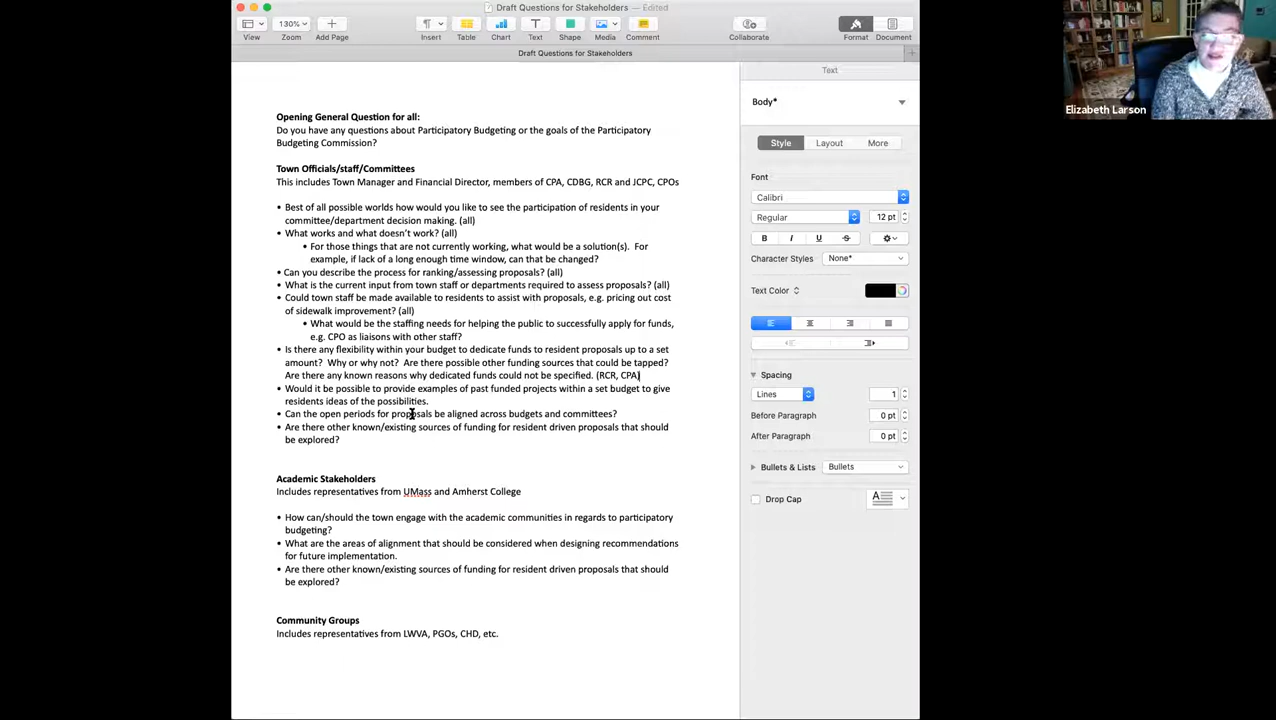 Draft Questions for Stakeholders — Edited
130%
View
Zoom
Add Page
Insert
Table
Chart
Text
Shape
Media
Comment
Collaborate
Format
Document
Draft Questions for Stakeholders
Opening General Question for all:
Do you have any questions about Participatory Budgeting or the goals of the Participatory
Budgeting Commission?
Town Officials/staff/Committees
This includes Town Manager and Financial Director, members of CPA, CDBG, RCR and JCPC, CPOs
• Best of all possible worlds how would you like to see the participation of residents in your
committee/department decision making. (all)
• What works and what doesn't work? (all)
• For those things that are not currently working, what would be a solution(s).  For
example, if lack of a long enough time window, can that be changed?
• Can you describe the process for ranking/assessing proposals? (all)
• What is the current input from town staff or departments required to assess proposals? (all)
• Could town staff be made available to residents to assist with proposals, e.g. pricing out cost
of sidewalk improvement? (all)
• What would be the staffing needs for helping the public to successfully apply for funds,
e.g. CPO as liaisons with other staff?
• Is there any flexibility within your budget to dedicate funds to resident proposals up to a set
amount?  Why or why not?  Are there possible other funding sources that could be tapped?
Are there any known reasons why dedicated funds could not be specified. (RCR, CPA)
• Would it be possible to provide examples of past funded projects within a set budget to give
residents ideas of the possibilities.
• Can the open periods for proposals be aligned across budgets and committees?
• Are there other known/existing sources of funding for resident driven proposals that should
be explored?
Academic Stakeholders
Includes representatives from UMass and Amherst College
• How can/should the town engage with the academic communities in regards to participatory
budgeting?
• What are the areas of alignment that should be considered when designing recommendations
for future implementation.
• Are there other known/existing sources of funding for resident driven proposals that should
be explored?
Community Groups
Includes representatives from LWVA, PGOs, CHD, etc.
Text
Body*
Style
Layout
More
Font
Calibri
Regular
12 pt
B I U S
Character Styles
None*
Text Color
Spacing
Lines
1
Before Paragraph
0 pt
After Paragraph
0 pt
Bullets & Lists
Bullets
Drop Cap
A
Elizabeth Larson